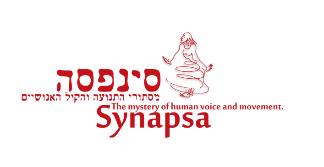 סינפסה
מסתורי התנועה והקול האנושיים
The mystery of human voice and movement.
Synapsa